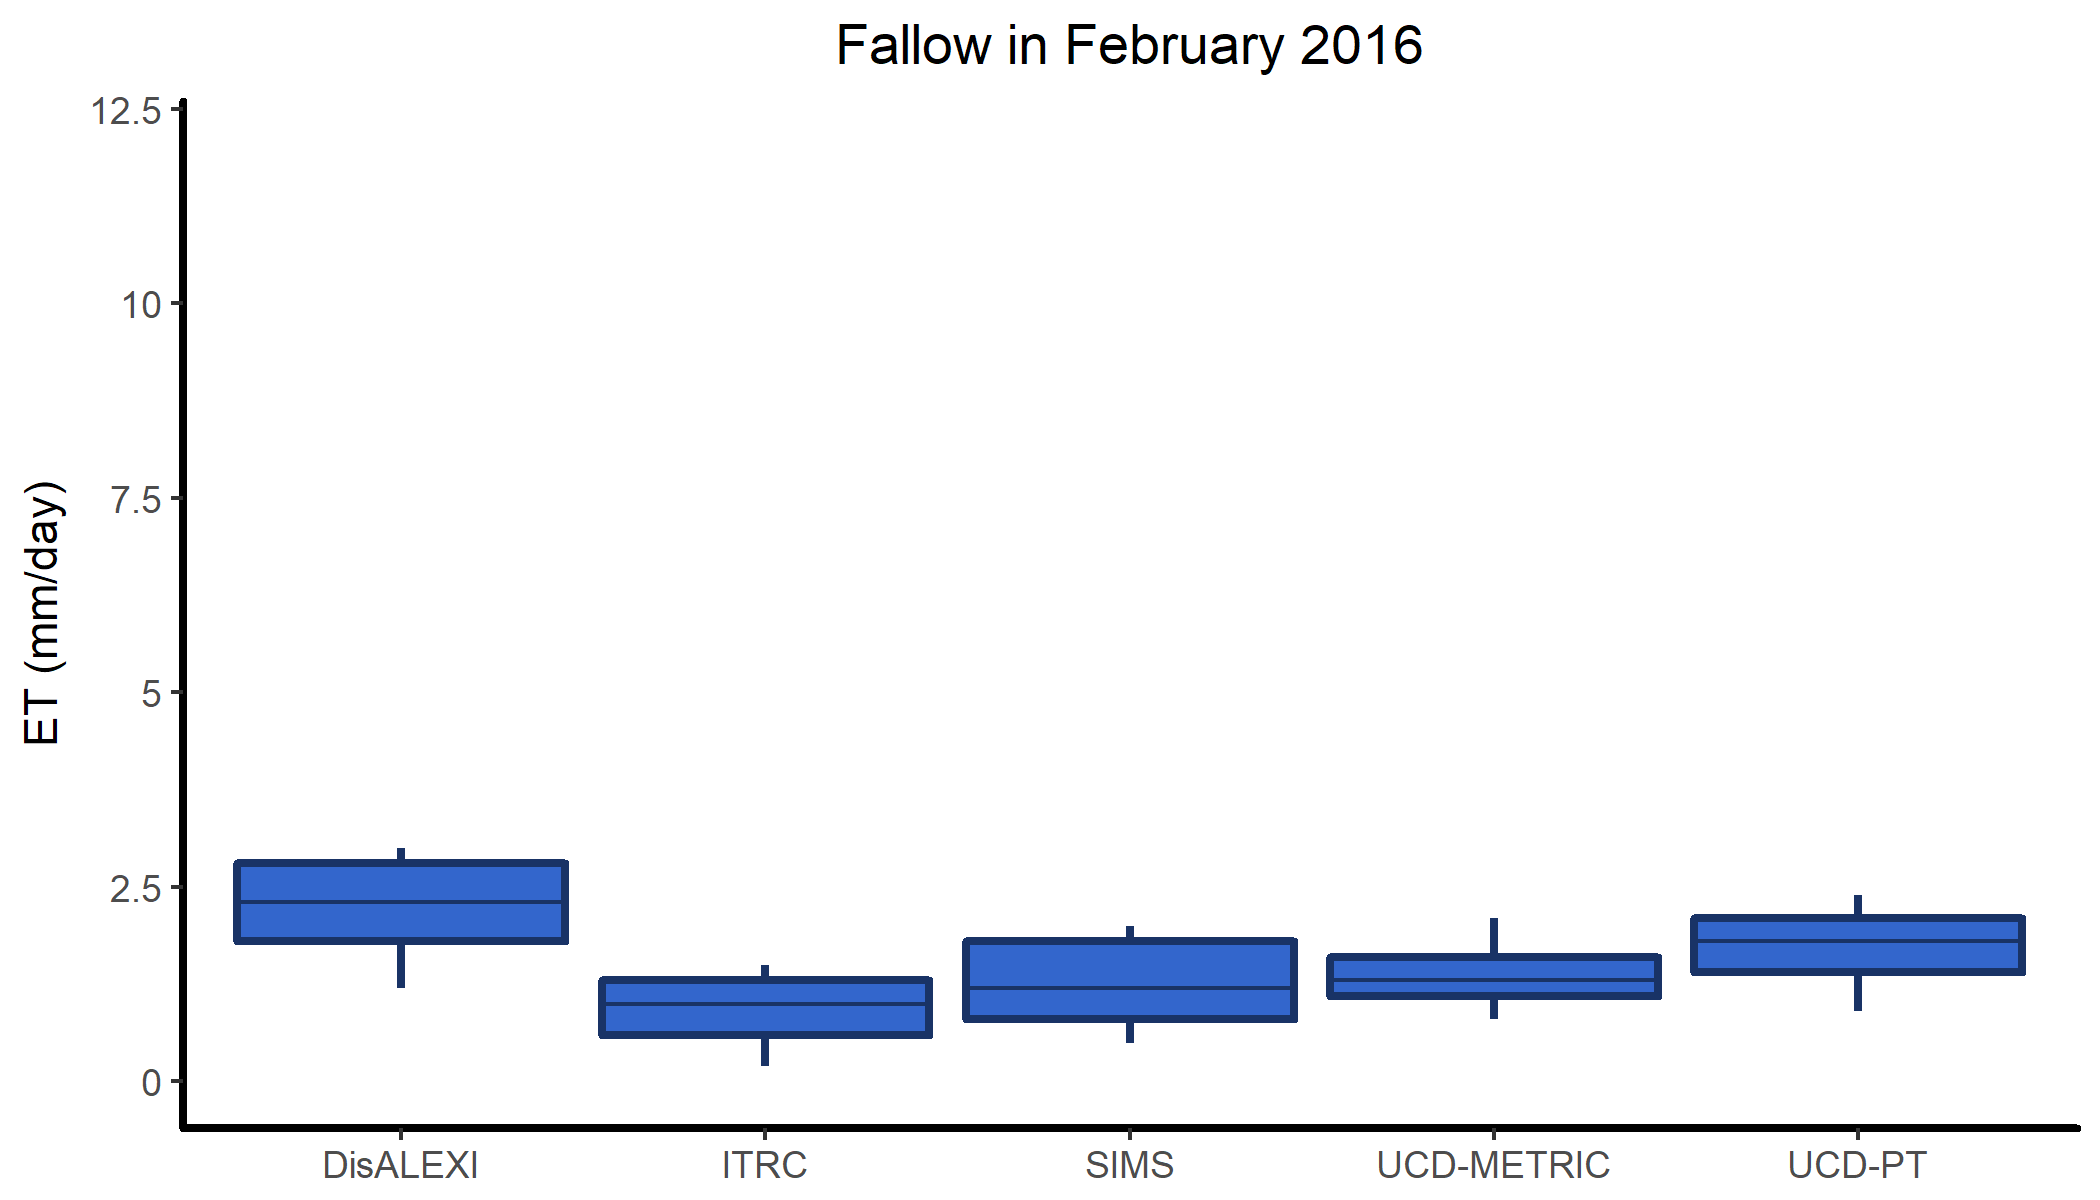 Fallow in February 2016
ET (mm/day)
12.5
10
7.5
5
2.5
0
DisALEXI
ITRC
SIMS
UCD-METRIC
UCD-PT